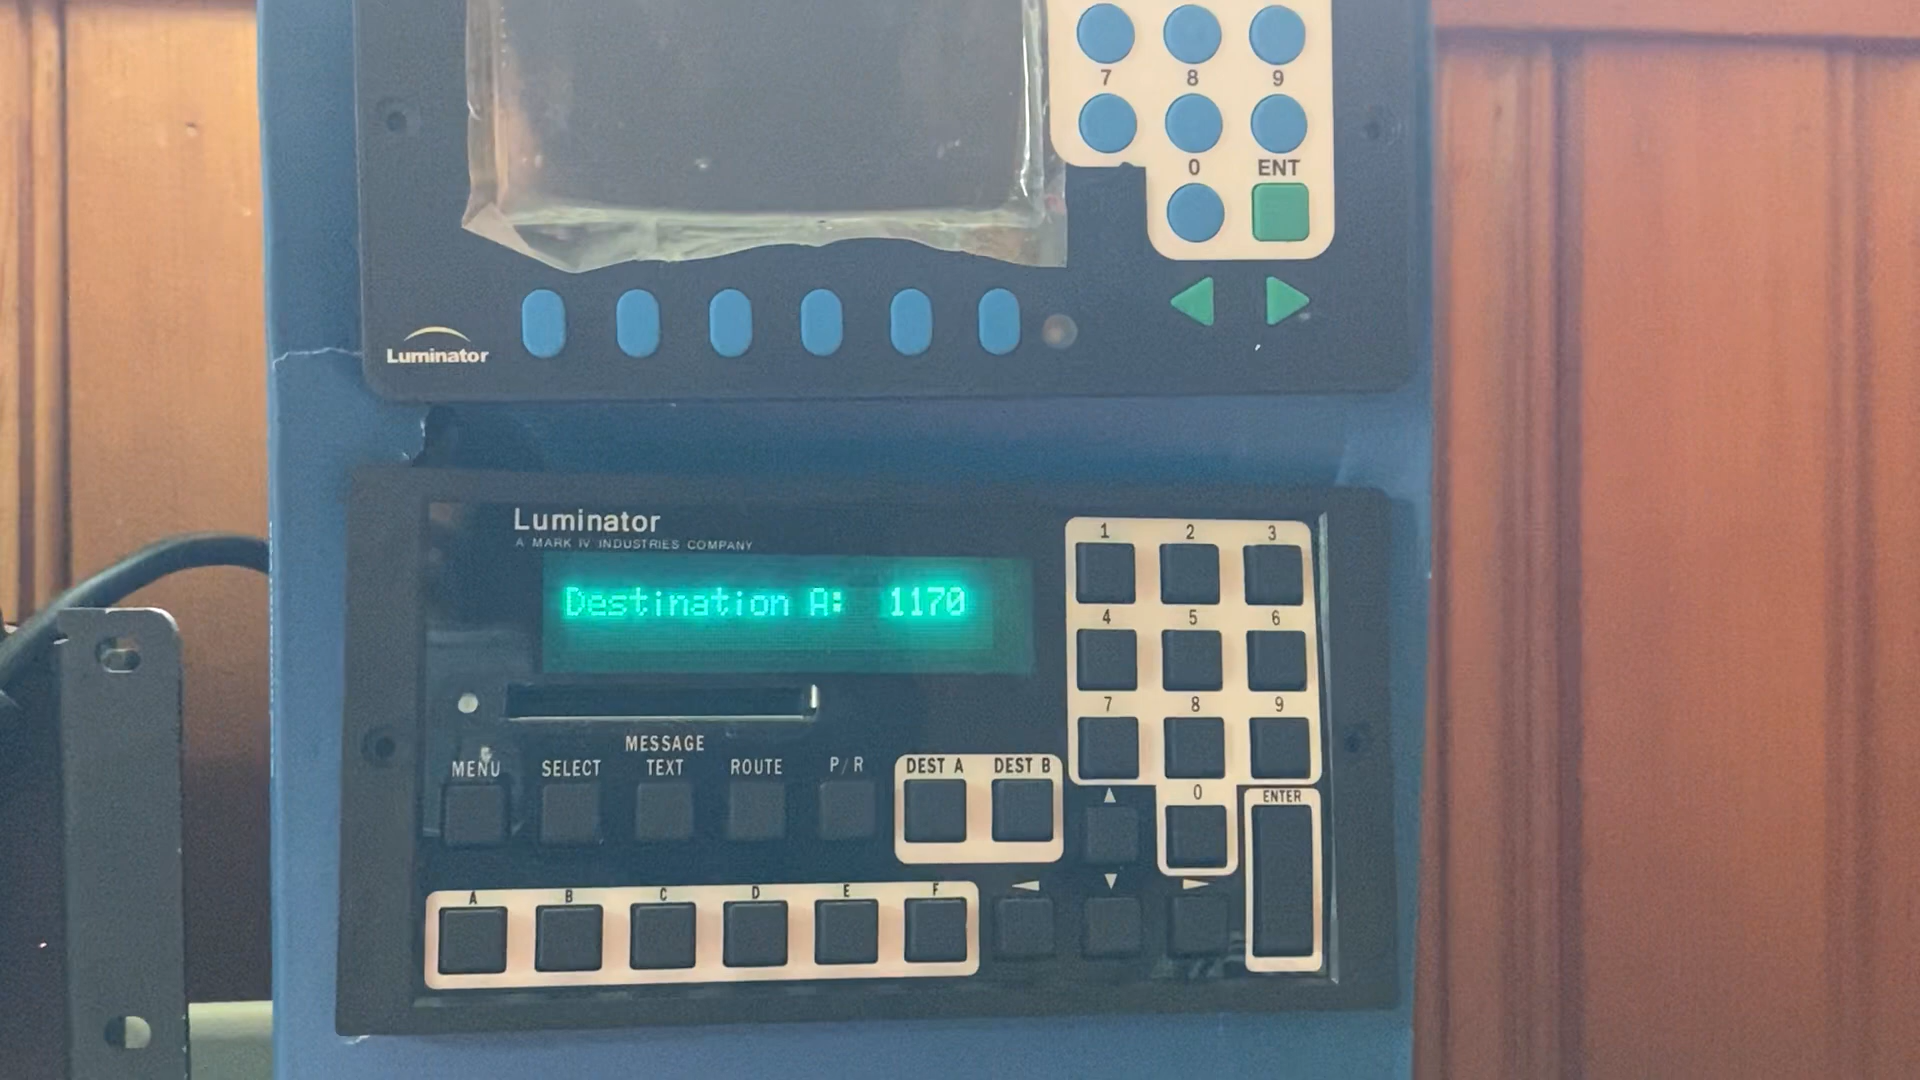 7 8 9
0 ENT
Luminator
Luminator
A MARK IV INDUSTRIES COMPANY
Destination A: 1170
1 2 3
4 5 6
7 8 9
0 ENTER
MESSAGE
MENU SELECT TEXT ROUTE P/R DEST A DEST B
A B C D E F